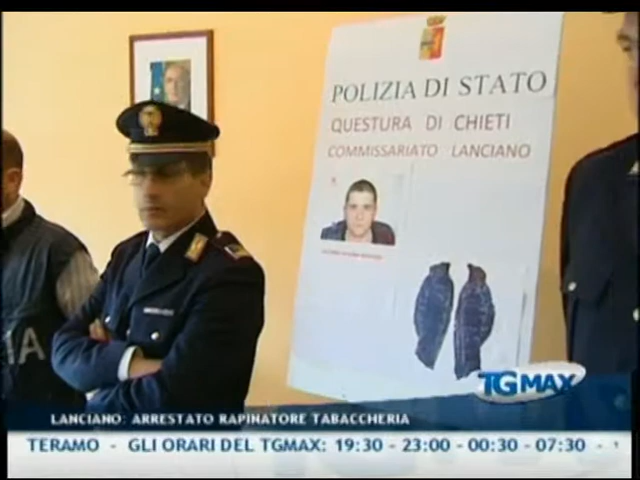 POLIZIA DI STATO
QUESTURA DI CHIETI
COMMISSARIATO LANCIANO
IA
TGMAX
LANCIANO: ARRESTATO RAPINATORE TABACCHERIA
TERAMO - GLI ORARI DEL TGMAX: 19:30 - 23:00 - 00:30 - 07:30 -